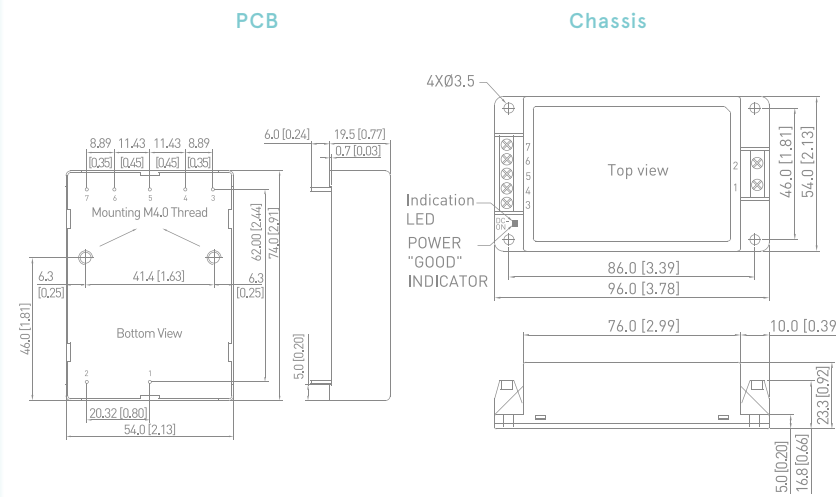 PCB
8.89 11.43 11.43 8.89
[0.35] [0.45] [0.45] [0.35]
7 6 5 4 3
Mounting M4.0 Thread
62.00 [2.44]
74.0 [2.91]
6.3
[0.25]
41.4 [1.63]
6.3
[0.25]
46.0 [1.81]
Bottom View
2 1
20.32 [0.80]
54.0 [2.13]
6.0 [0.24]
19.5 [0.77]
0.7 [0.03]
5.0 [0.20]
Chassis
4XØ3.5
7
6
5
4
3
Top view
2
1
46.0 [1.81]
54.0 [2.13]
Indication
LED
DC-
ON
POWER
"GOOD"
INDICATOR
86.0 [3.39]
96.0 [3.78]
76.0 [2.99]
10.0 [0.39
23.3 [0.92]
5.0 [0.20]
16.8 [0.66]